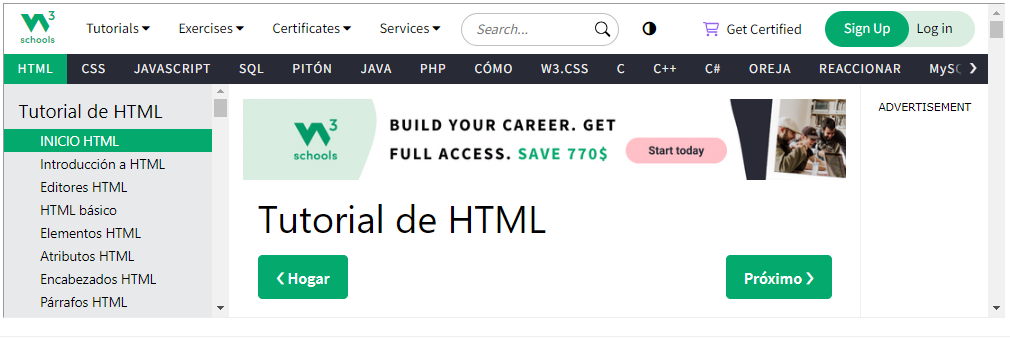 W3 schools
Tutorials Exercises Certificates Services Search... Get Certified Sign Up Log in
HTML CSS JAVASCRIPT SQL PITÓN JAVA PHP CÓMO W3.CSS C C++ C# OREJA REACCIONAR MySQ
Tutorial de HTML
INICIO HTML
Introducción a HTML
Editores HTML
HTML básico
Elementos HTML
Atributos HTML
Encabezados HTML
Párrafos HTML
W3 schools
BUILD YOUR CAREER. GET
FULL ACCESS. SAVE 770$
Start today
Tutorial de HTML
❮ Hogar
Próximo ❯
ADVERTISEMENT